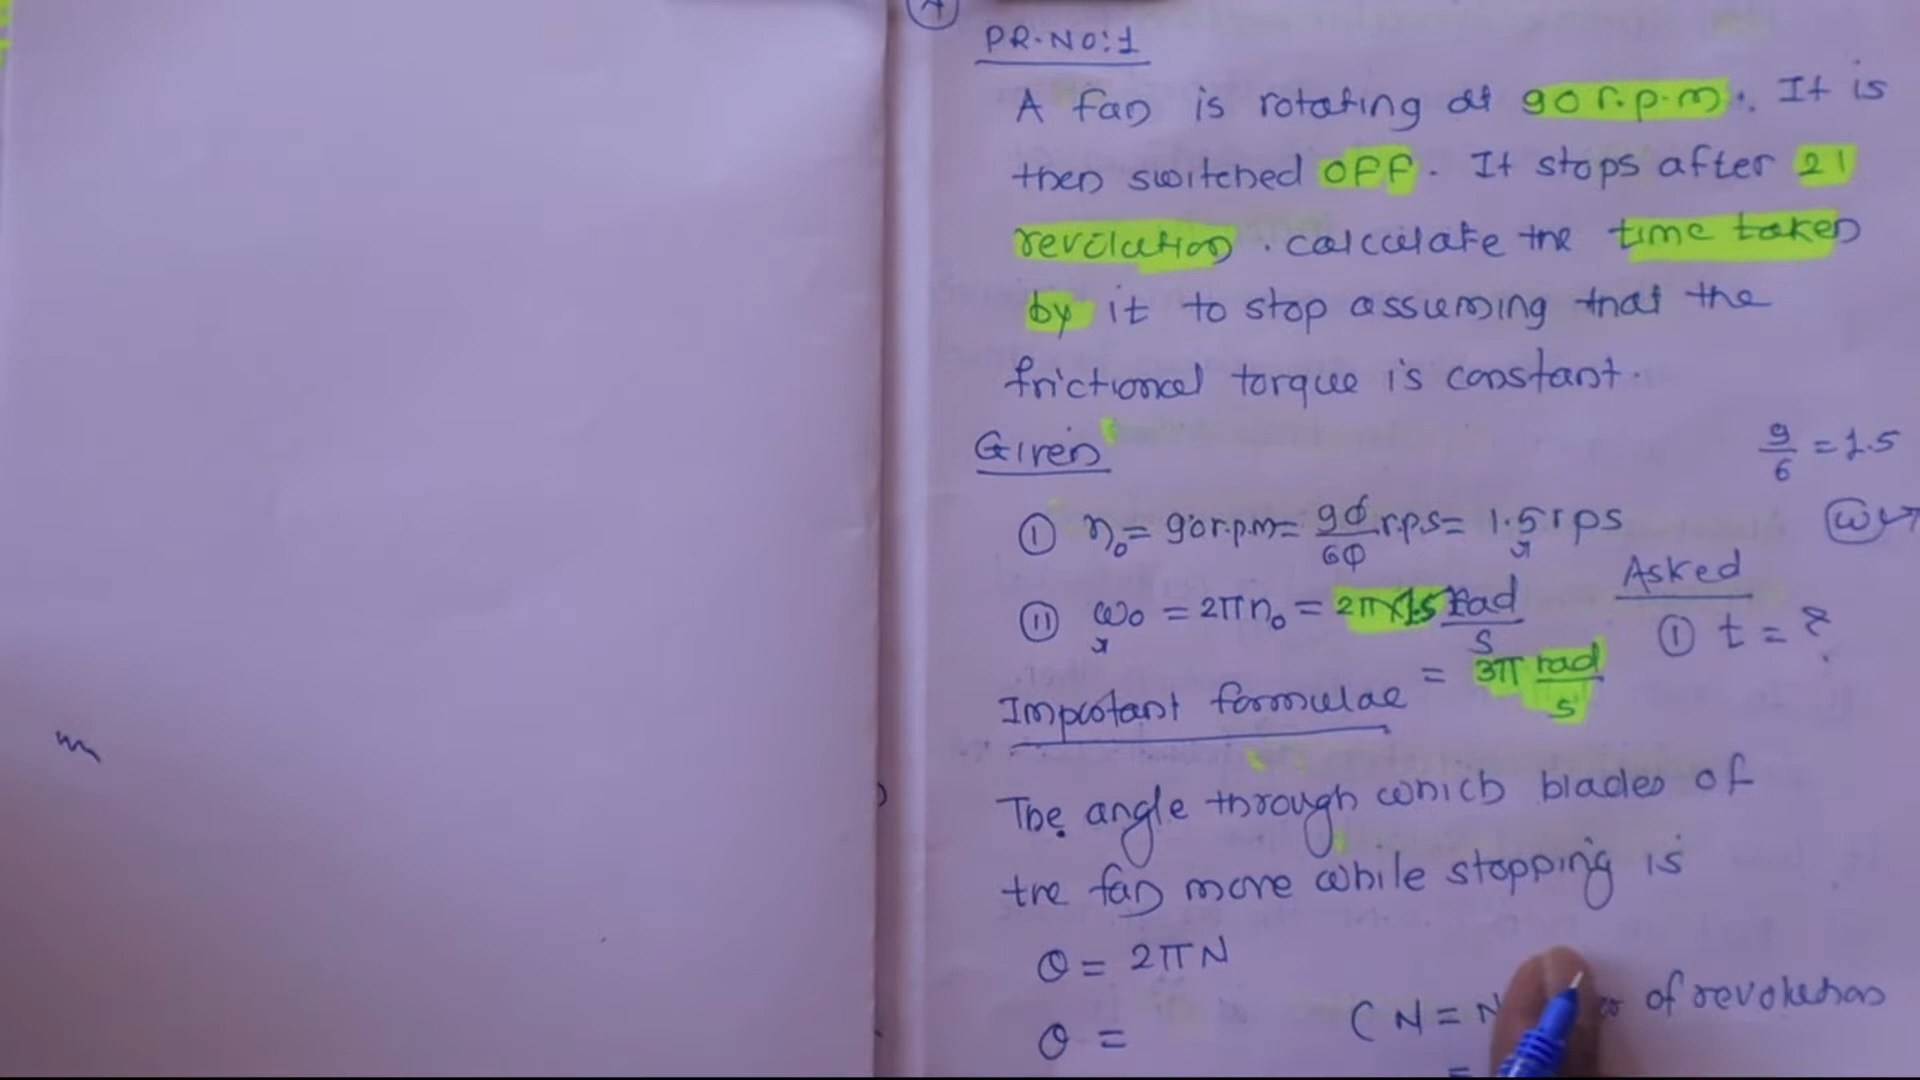 PR.NO:1
A fan is rotating at 90 r.p.m. It is
then switched OFF. It stops after 21
revolution. calculate the time taken
by it to stop assuming that the
frictional torque is constant.
Given
9/6 = 1.5
① n₀ = 90 r.p.m = 90/60 r.p.s = 1.5 rps
ω
Asked
② ω₀ = 2πn₀ = 2π×1.5 rad/s
① t = ?
= 3π rad/s
Important formulae
The angle through which blades of
the fan move while stopping is
θ = 2πN
(N = N of revolutions
θ =
=